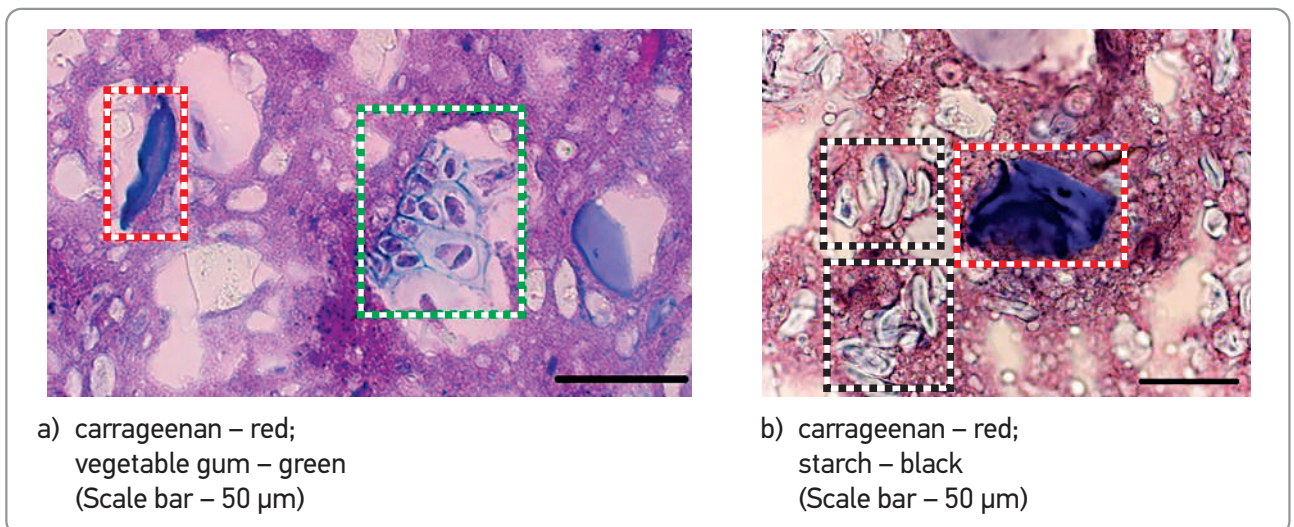 a) carrageenan – red;
vegetable gum – green
(Scale bar – 50 µm)
b) carrageenan – red;
starch – black
(Scale bar – 50 µm)